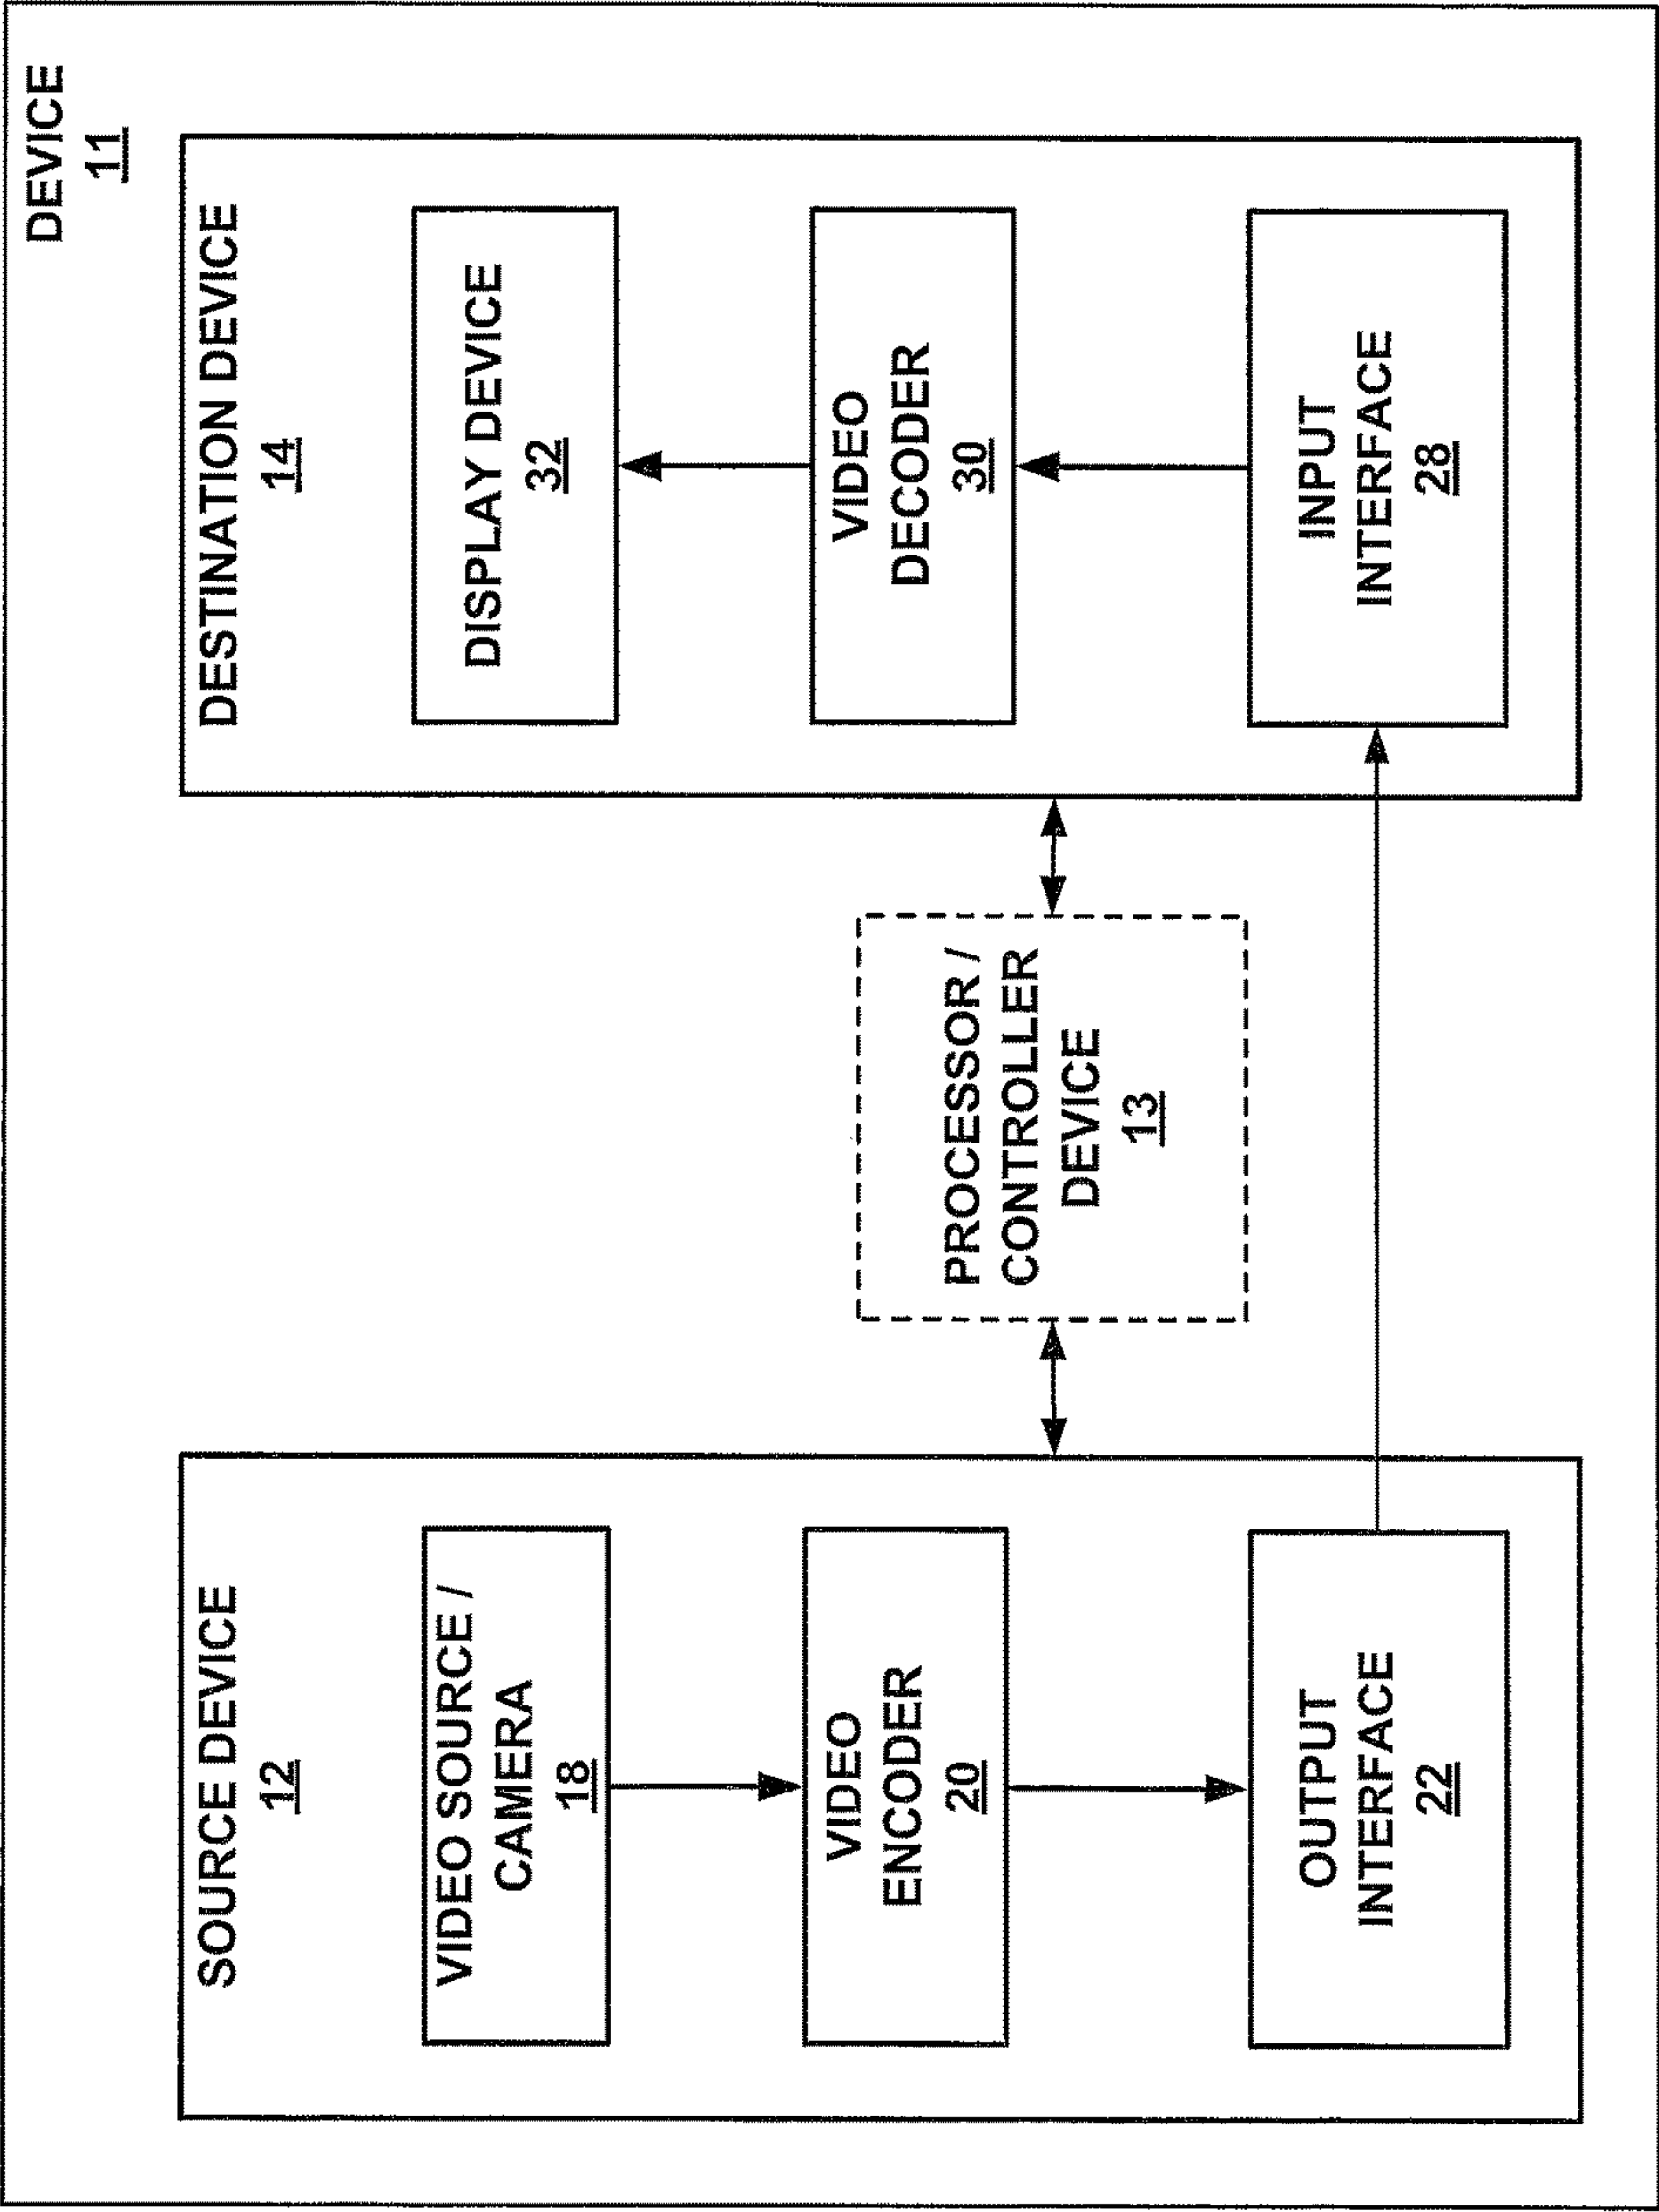 DEVICE
11
SOURCE DEVICE
12
VIDEO SOURCE /
CAMERA
18
VIDEO
ENCODER
20
OUTPUT
INTERFACE
22
PROCESSOR /
CONTROLLER
DEVICE
13
DESTINATION DEVICE
14
DISPLAY DEVICE
32
VIDEO
DECODER
30
INPUT
INTERFACE
28